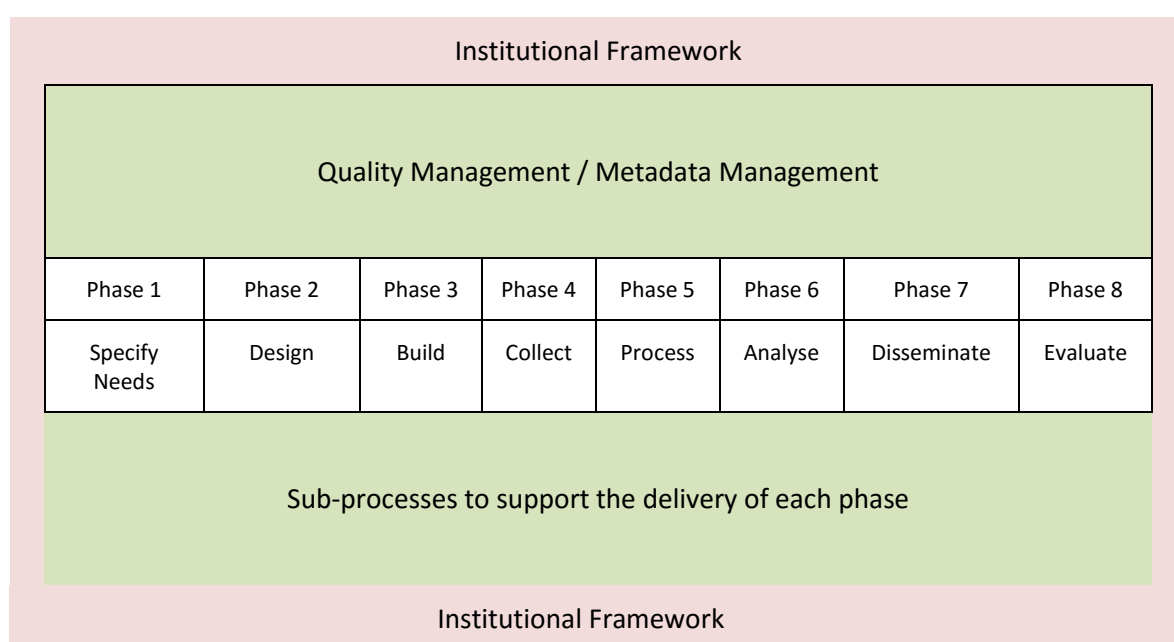 Institutional Framework
Quality Management / Metadata Management
Phase 1
Phase 2
Phase 3
Phase 4
Phase 5
Phase 6
Phase 7
Phase 8
Specify
Needs
Design
Build
Collect
Process
Analyse
Disseminate
Evaluate
Sub-processes to support the delivery of each phase
Institutional Framework